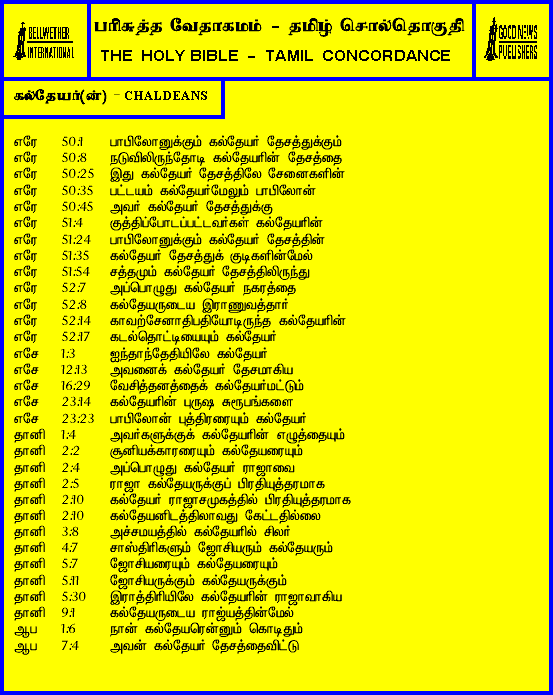 BELLWETHER
INTERNATIONAL
பரிசுத்த வேதாகமம் - தமிழ் சொல்தொகுதி
THE HOLY BIBLE - TAMIL CONCORDANCE
GOOD NEWS
PUBLISHERS
கல்தேயர்(ன்) - CHALDEANS
எரே 50:1 பாபிலோனுக்கும் கல்தேயர் தேசத்துக்கும்
எரே 50:8 நடுவிலிருந்தோடி கல்தேயரின் தேசத்தை
எரே 50:25 இது கல்தேயர் தேசத்திலே சேனைகளின்
எரே 50:35 பட்டயம் கல்தேயர்மேலும் பாபிலோன்
எரே 50:45 அவர் கல்தேயர் தேசத்துக்கு
எரே 51:4 குத்திப்போடப்பட்டவர்கள் கல்தேயரின்
எரே 51:24 பாபிலோனுக்கும் கல்தேயர் தேசத்தின்
எரே 51:35 கல்தேயர் தேசத்துக் குடிகளின்மேல்
எரே 51:54 சத்தமும் கல்தேயர் தேசத்திலிருந்து
எரே 52:7 அப்பொழுது கல்தேயர் நகரத்தை
எரே 52:8 கல்தேயருடைய இராணுவத்தார்
எரே 52:14 காவற்சேனாதிபதியோடிருந்த கல்தேயரின்
எரே 52:17 கடல்தொட்டியையும் கல்தேயர்
எசே 1:3 ஐந்தாந்தேதியிலே கல்தேயர்
எசே 12:13 அவனைக் கல்தேயர் தேசமாகிய
எசே 16:29 வேசித்தனத்தைக் கல்தேயர்மட்டும்
எசே 23:14 கல்தேயரின் புருஷ சுரூபங்களை
எசே 23:23 பாபிலோன் புத்திரரையும் கல்தேயர்
தானி 1:4 அவர்களுக்குக் கல்தேயரின் எழுத்தையும்
தானி 2:2 சூனியக்காரரையும் கல்தேயரையும்
தானி 2:4 அப்பொழுது கல்தேயர் ராஜாவை
தானி 2:5 ராஜா கல்தேயருக்குப் பிரதியுத்தரமாக
தானி 2:10 கல்தேயர் ராஜசமுகத்தில் பிரதியுத்தரமாக
தானி 2:10 கல்தேயனிடத்திலாவது கேட்டதில்லை
தானி 3:8 அச்சமயத்தில் கல்தேயரில் சிலர்
தானி 4:7 சாஸ்திரிகளும் ஜோசியரும் கல்தேயரும்
தானி 5:7 ஜோசியரையும் கல்தேயரையும்
தானி 5:11 ஜோசியருக்கும் கல்தேயருக்கும்
தானி 5:30 இராத்திரியிலே கல்தேயரின் ராஜாவாகிய
தானி 9:1 கல்தேயருடைய ராஜ்யத்தின்மேல்
ஆப 1:6 நான் கல்தேயரென்னும் கொடிதும்
ஆப 7:4 அவன் கல்தேயர் தேசத்தைவிட்டு